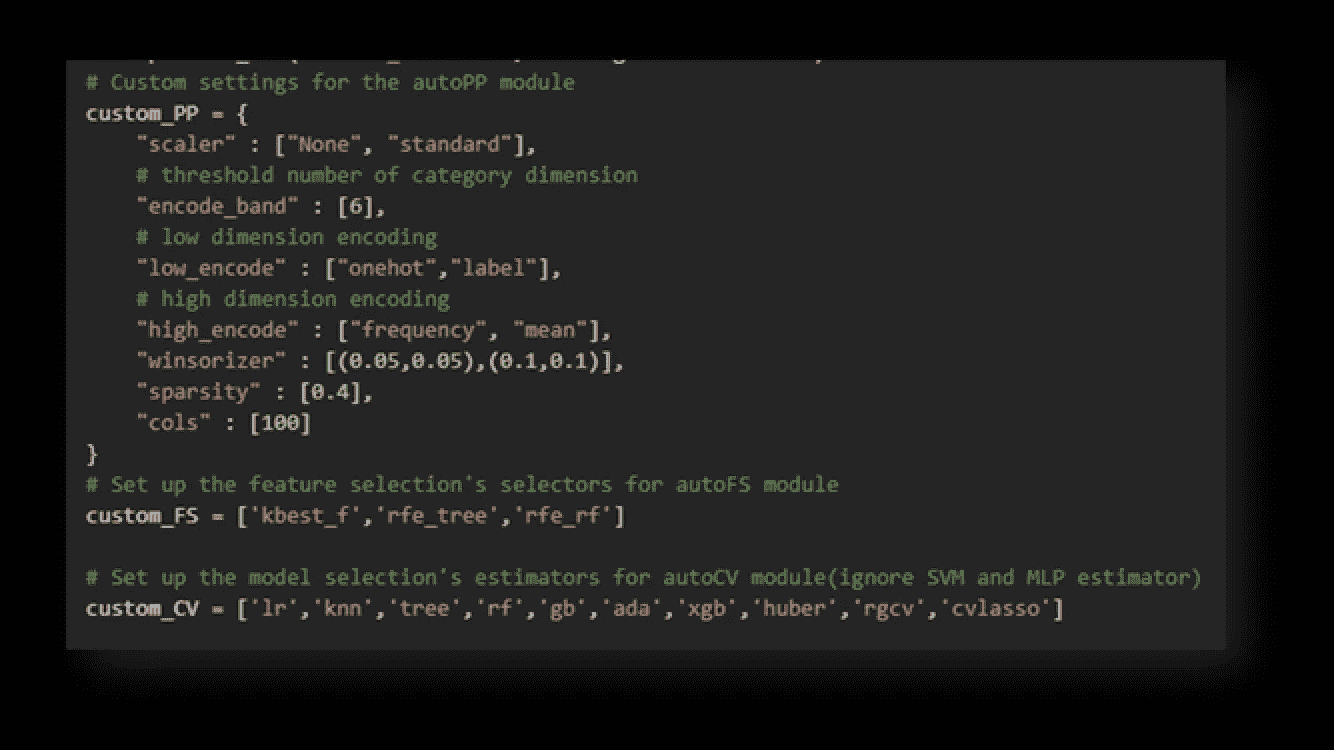 # Custom settings for the autoPP module
custom_PP = {
    "scaler" : ["None", "standard"],
    # threshold number of category dimension
    "encode_band" : [6],
    # low dimension encoding
    "low_encode" : ["onehot","label"],
    # high dimension encoding
    "high_encode" : ["frequency", "mean"],
    "winsorizer" : [(0.05,0.05),(0.1,0.1)],
    "sparsity" : [0.4],
    "cols" : [100]
}
# Set up the feature selection's selectors for autoFS module
custom_FS = ['kbest_f','rfe_tree','rfe_rf']
# Set up the model selection's estimators for autoCV module(ignore SVM and MLP estimator)
custom_CV = ['lr','knn','tree','rf','gb','ada','xgb','huber','rgcv','cvlasso']